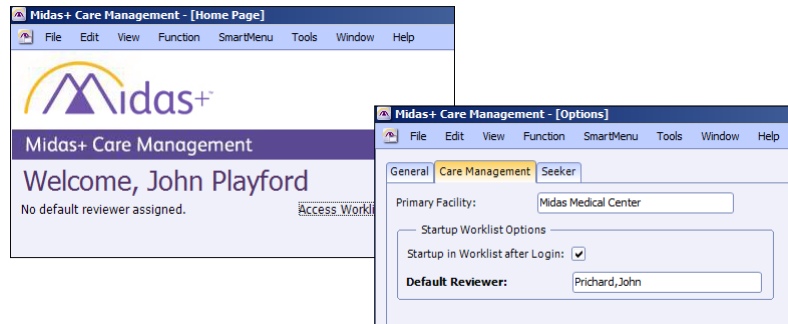 Midas+ Care Management - [Home Page]
File Edit View Function SmartMenu Tools Window Help
Midas+™
Midas+ Care Management
Welcome, John Playford
No default reviewer assigned. Access
Midas+ Care Management - [Options]
File Edit View Function SmartMenu Tools Window Help
General Care Management Seeker
Primary Facility: Midas Medical Center
Startup Worklist Options
Startup in Worklist after Login:
Default Reviewer: Prichard,John